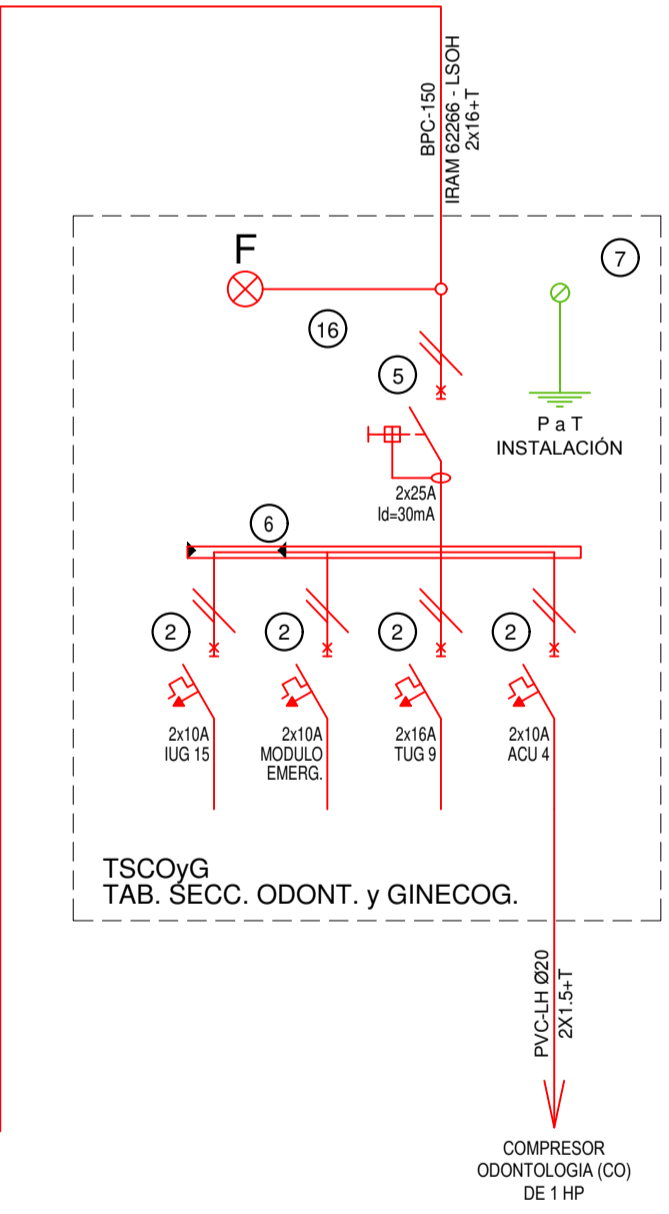 BPC-150
IRAM 62266 - LSOH
2x16+T
F
7
16
5
P a T
INSTALACIÓN
2x25A
Id=30mA
6
2
2
2
2
2x10A
IUG 15
2x10A
MODULO
EMERG.
2x16A
TUG 9
2x10A
ACU 4
TSCOyG
TAB. SECC. ODONT. y GINECOG.
PVC-LH Ø20
2X1.5+T
COMPRESOR
ODONTOLOGIA (CO)
DE 1 HP